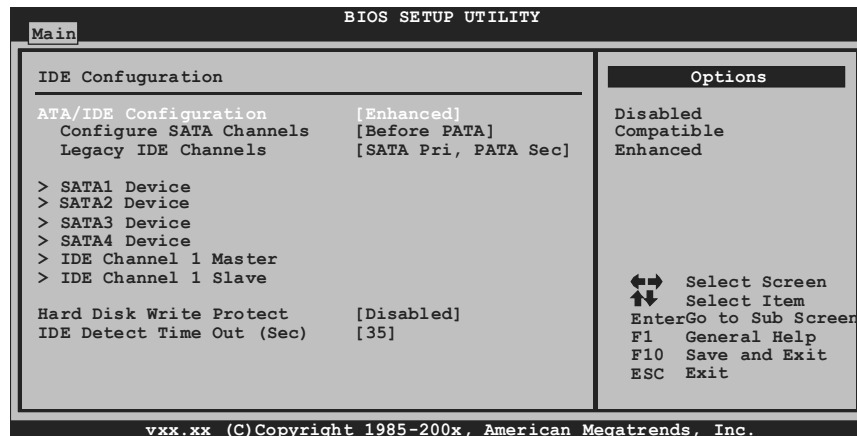 BIOS SETUP UTILITY
Main
IDE Confuguration
ATA/IDE Configuration [Enhanced]
Configure SATA Channels [Before PATA]
Legacy IDE Channels [SATA Pri, PATA Sec]
> SATA1 Device
> SATA2 Device
> SATA3 Device
> SATA4 Device
> IDE Channel 1 Master
> IDE Channel 1 Slave
Hard Disk Write Protect [Disabled]
IDE Detect Time Out (Sec) [35]
Options
Disabled
Compatible
Enhanced
Select Screen
Select Item
EnterGo to Sub Screen
F1 General Help
F10 Save and Exit
ESC Exit
vxx.xx (C)Copyright 1985-200x, American Megatrends, Inc.